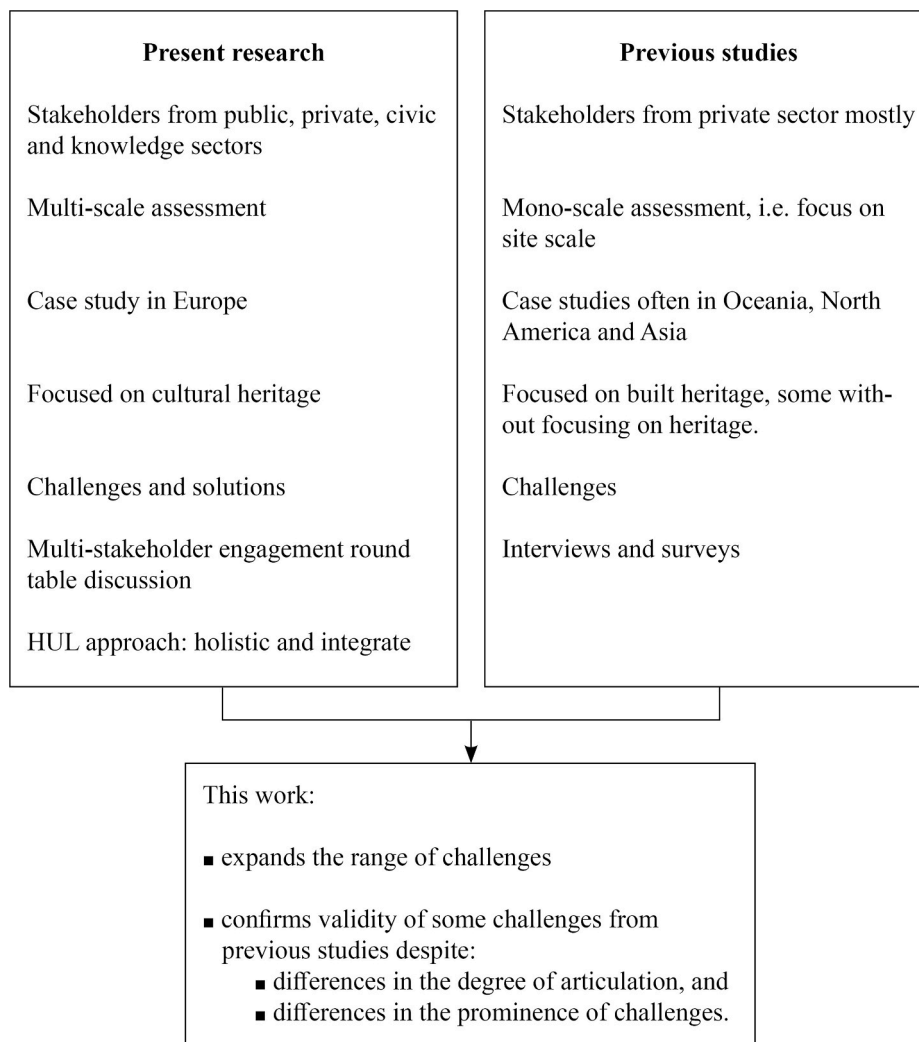 Present research
Stakeholders from public, private, civic
and knowledge sectors
Multi-scale assessment
Case study in Europe
Focused on cultural heritage
Challenges and solutions
Multi-stakeholder engagement round
table discussion
HUL approach: holistic and integrate
Previous studies
Stakeholders from private sector mostly
Mono-scale assessment, i.e. focus on
site scale
Case studies often in Oceania, North
America and Asia
Focused on built heritage, some with-
out focusing on heritage.
Challenges
Interviews and surveys
This work:
▪ expands the range of challenges
▪ confirms validity of some challenges from
previous studies despite:
▪ differences in the degree of articulation, and
▪ differences in the prominence of challenges.